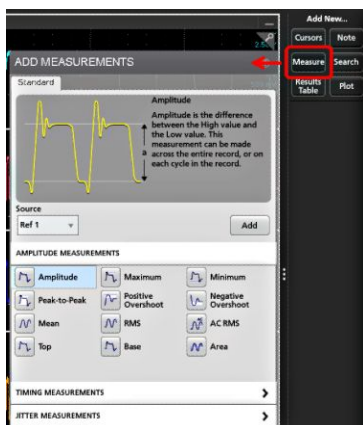 Add New...
Cursors Note
Measure Search
Results Table Plot
ADD MEASUREMENTS
Standard
Amplitude
Amplitude is the difference
between the High value and
the Low value. This
measurement can be made
a across the entire record, or on
each cycle in the record.
Source
Ref 1
Add
AMPLITUDE MEASUREMENTS
Amplitude Maximum Minimum
Peak-to-Peak Positive Overshoot Negative Overshoot
Mean RMS AC RMS
Top Base Area
TIMING MEASUREMENTS
JITTER MEASUREMENTS